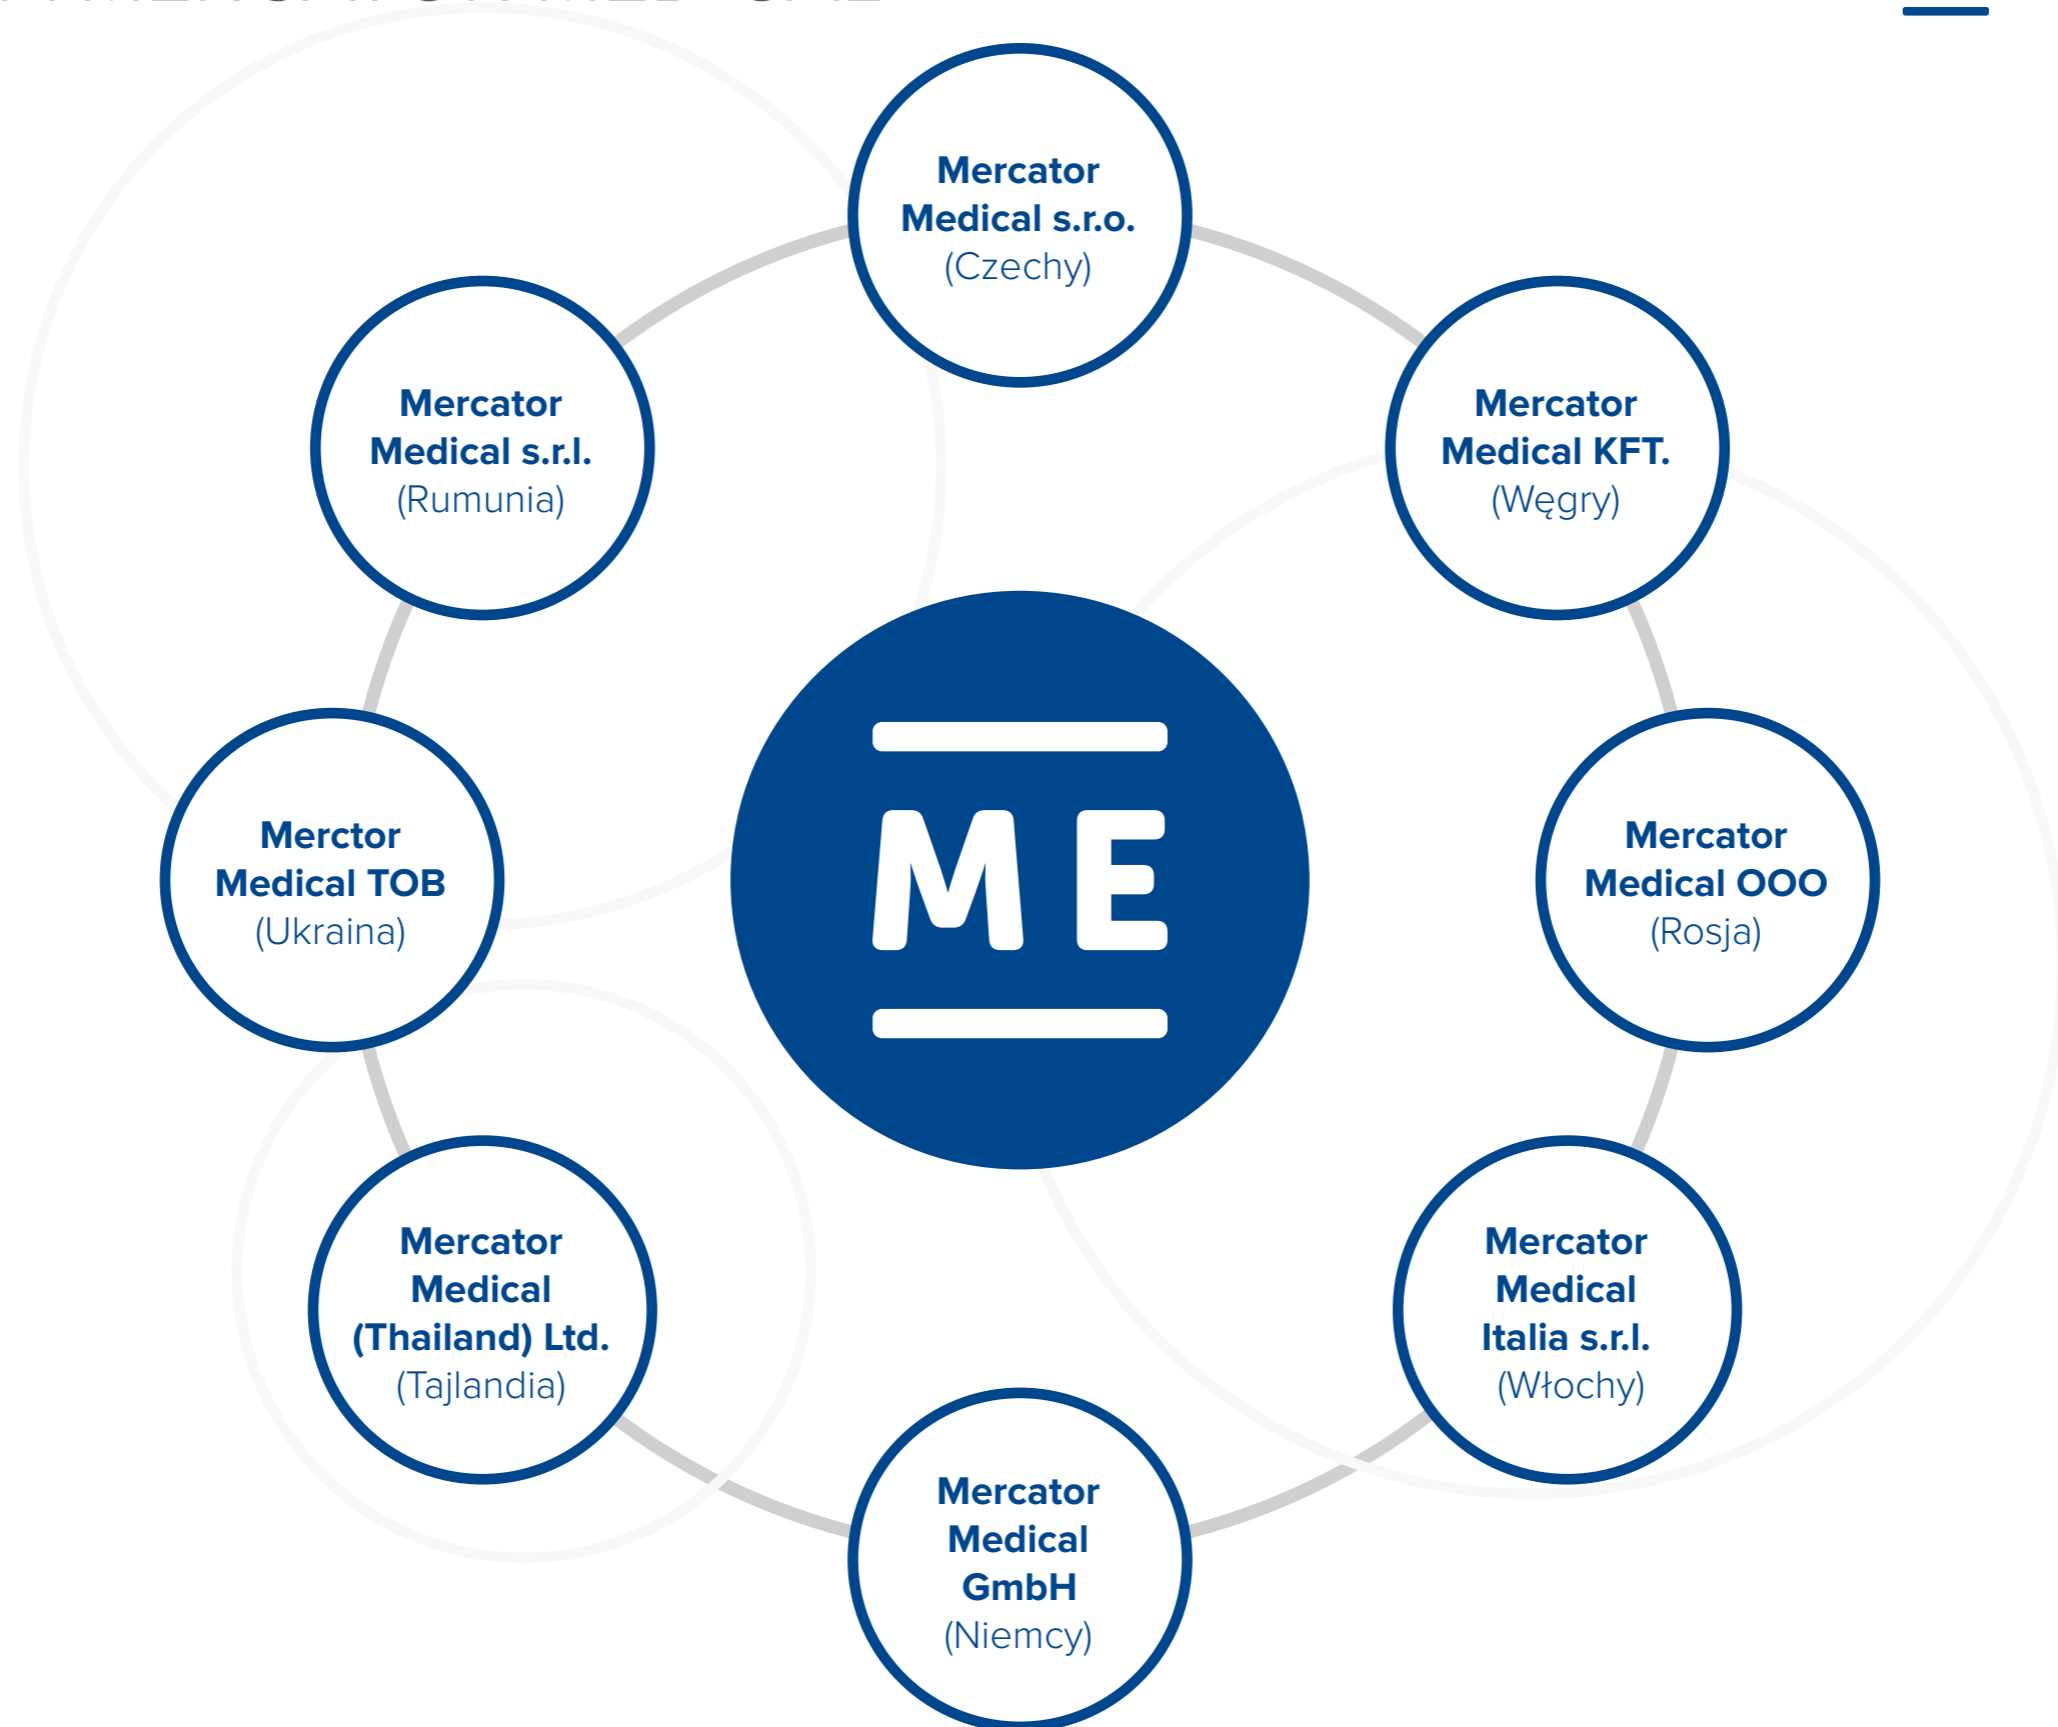 Mercator
Medical s.r.o.
(Czechy)
Mercator
Medical s.r.l.
(Rumunia)
Mercator
Medical KFT.
(Węgry)
ME
Merctor
Medical TOB
(Ukraina)
Mercator
Medical OOO
(Rosja)
Mercator
Medical
(Thailand) Ltd.
(Tajlandia)
Mercator
Medical
Italia s.r.l.
(Włochy)
Mercator
Medical
GmbH
(Niemcy)